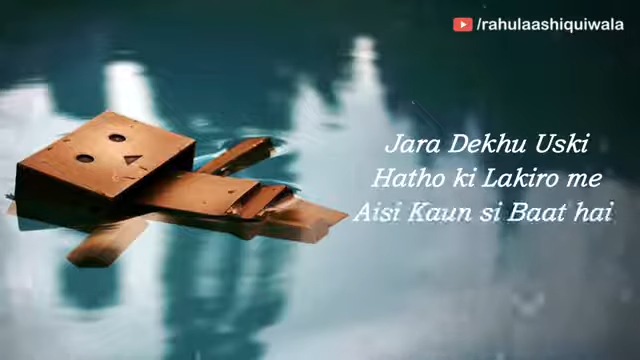 /rahulaashiquiwala
Jara Dekhu Uski
Hatho ki Lakiro me
Aisi Kaun si Baat hai